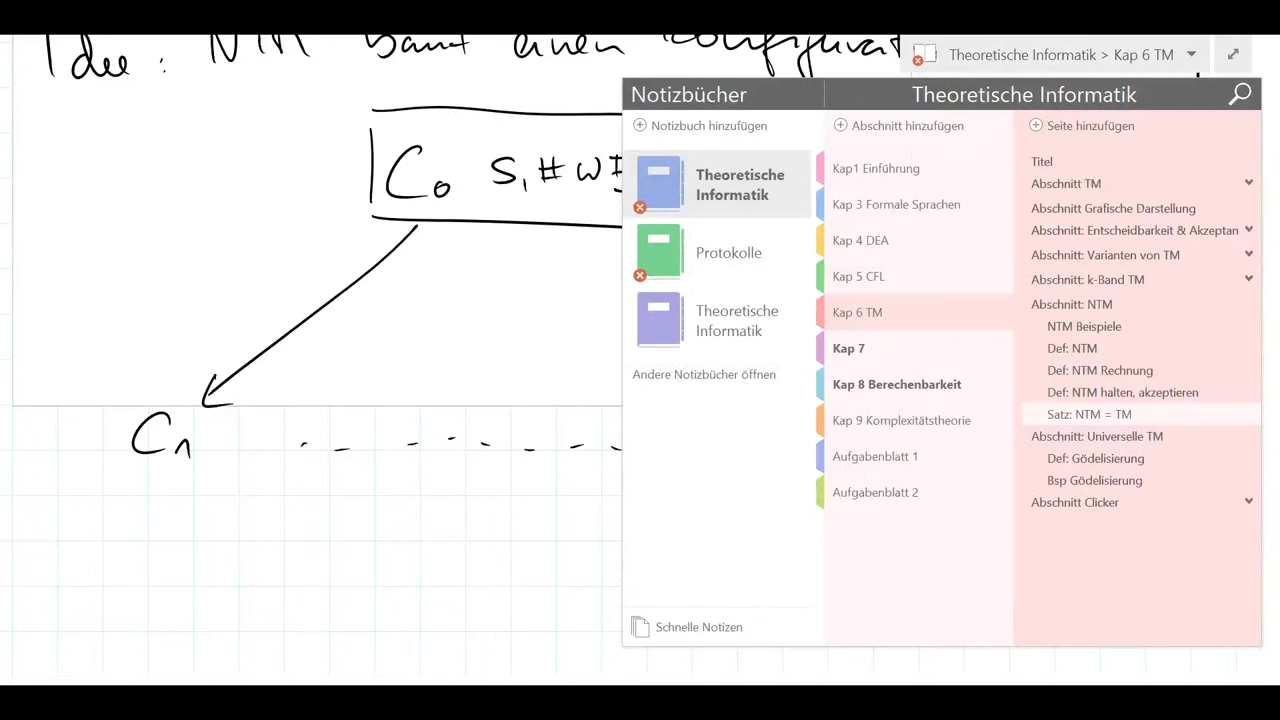 Idee: NTM baut einen Konfigurat
Theoretische Informatik > Kap 6 TM
Notizbücher
Theoretische Informatik
Notizbuch hinzufügen
Abschnitt hinzufügen
Seite hinzufügen
Theoretische
Informatik
Protokolle
Theoretische
Informatik
Andere Notizbücher öffnen
Schnelle Notizen
Kap1 Einführung
Kap 3 Formale Sprachen
Kap 4 DEA
Kap 5 CFL
Kap 6 TM
Kap 7
Kap 8 Berechenbarkeit
Kap 9 Komplexitätstheorie
Aufgabenblatt 1
Aufgabenblatt 2
Titel
Abschnitt TM
Abschnitt Grafische Darstellung
Abschnitt: Entscheidbarkeit & Akzeptan
Abschnitt: Varianten von TM
Abschnitt: k-Band TM
Abschnitt: NTM
NTM Beispiele
Def: NTM
Def: NTM Rechnung
Def: NTM halten, akzeptieren
Satz: NTM = TM
Abschnitt: Universelle TM
Def: Gödelisierung
Bsp Gödelisierung
Abschnitt Clicker
C₀ S, # W
C₁